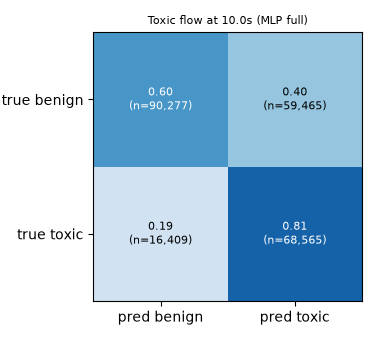 Toxic flow at 10.0s (MLP full)
true benign
0.60
(n=90,277)
0.40
(n=59,465)
true toxic
0.19
(n=16,409)
0.81
(n=68,565)
pred benign
pred toxic